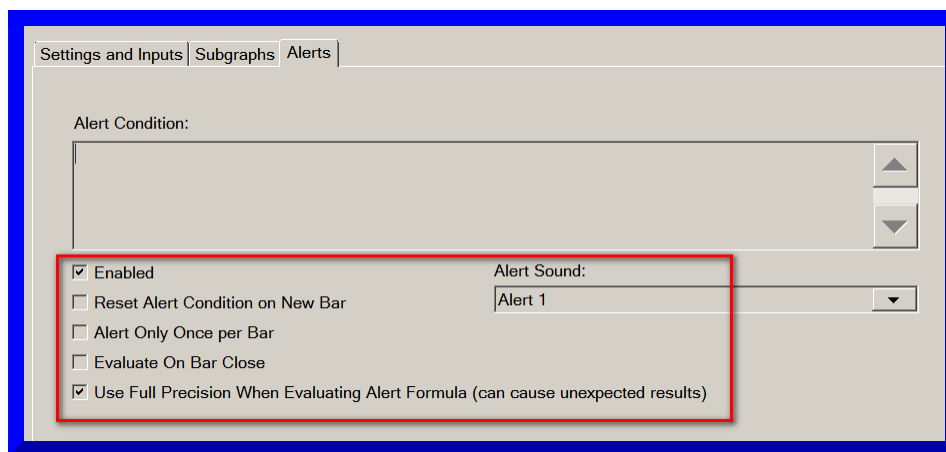 Settings and Inputs Subgraphs Alerts
Alert Condition:
Enabled Alert Sound:
Reset Alert Condition on New Bar Alert 1
Alert Only Once per Bar
Evaluate On Bar Close
Use Full Precision When Evaluating Alert Formula (can cause unexpected results)